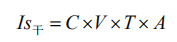 Is干 = C×V×T×A